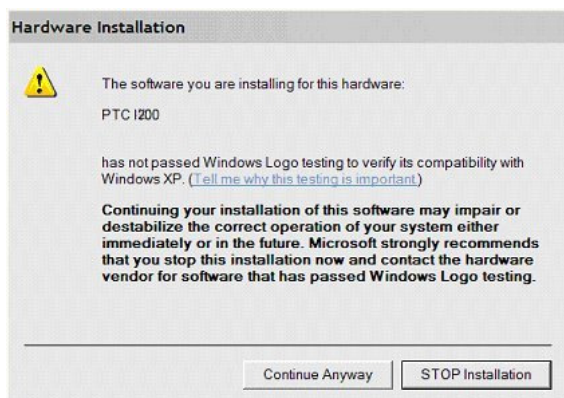 Hardware Installation
The software you are installing for this hardware:
PTC I200
has not passed Windows Logo testing to verify its compatibility with
Windows XP. (Tell me why this testing is important.)
Continuing your installation of this software may impair or
destabilize the correct operation of your system either
immediately or in the future. Microsoft strongly recommends
that you stop this installation now and contact the hardware
vendor for software that has passed Windows Logo testing.
Continue Anyway
STOP Installation